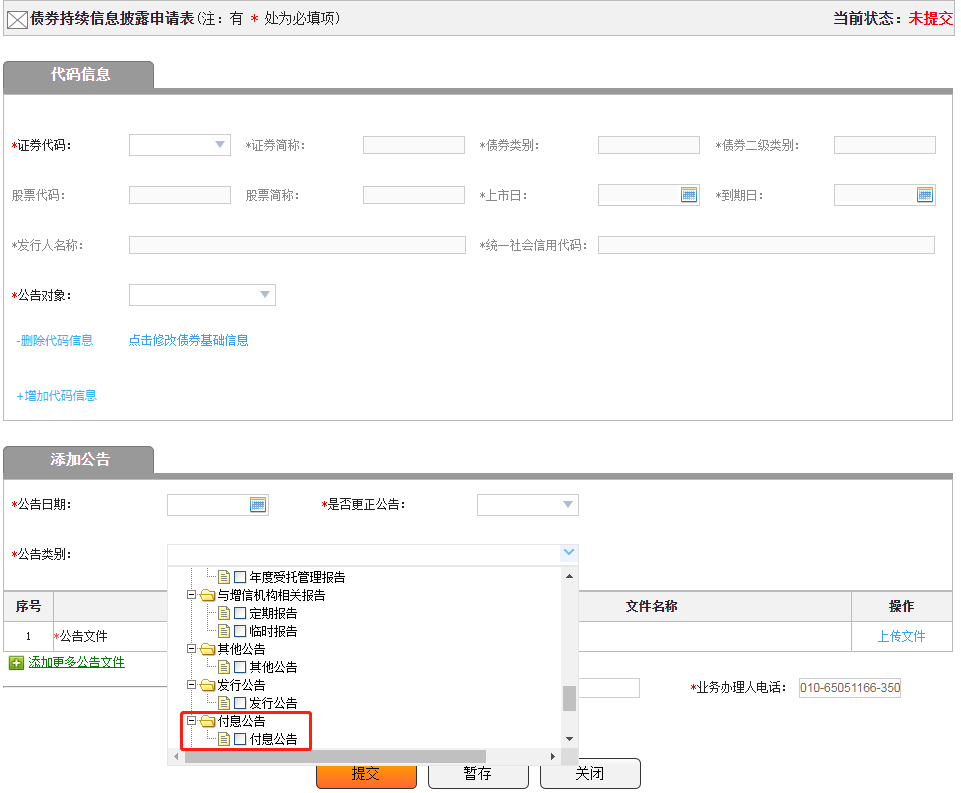 债券持续信息披露申请表(注：有 * 处为必填项) 当前状态：未提交
代码信息
*证券代码： *证券简称： *债券类别： *债券二级类别：
股票代码： 股票简称： *上市日： *到期日：
*发行人名称： *统一社会信用代码：
*公告对象：
-删除代码信息 点击修改债券基础信息
+增加代码信息
添加公告
*公告日期： *是否更正公告：
*公告类别：
年度受托管理报告
与增信机构相关报告
定期报告
临时报告
其他公告
其他公告
发行公告
发行公告
付息公告
付息公告
序号 文件名称 操作
1 *公告文件 上传文件
添加更多公告文件
*业务办理人电话： 010-65051166-350
提交 暂存 关闭